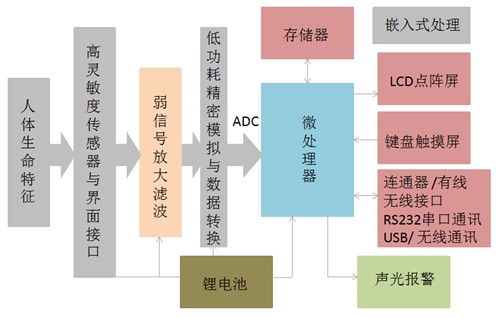 人体生命特征
高灵敏度传感器与界面接口
弱信号放大滤波
低功耗精密模拟与数据转换
ADC
微处理器
存储器
嵌入式处理
LCD点阵屏
键盘触摸屏
连通器/有线
无线接口
RS232串口通讯
USB/无线通讯
锂电池
声光报警